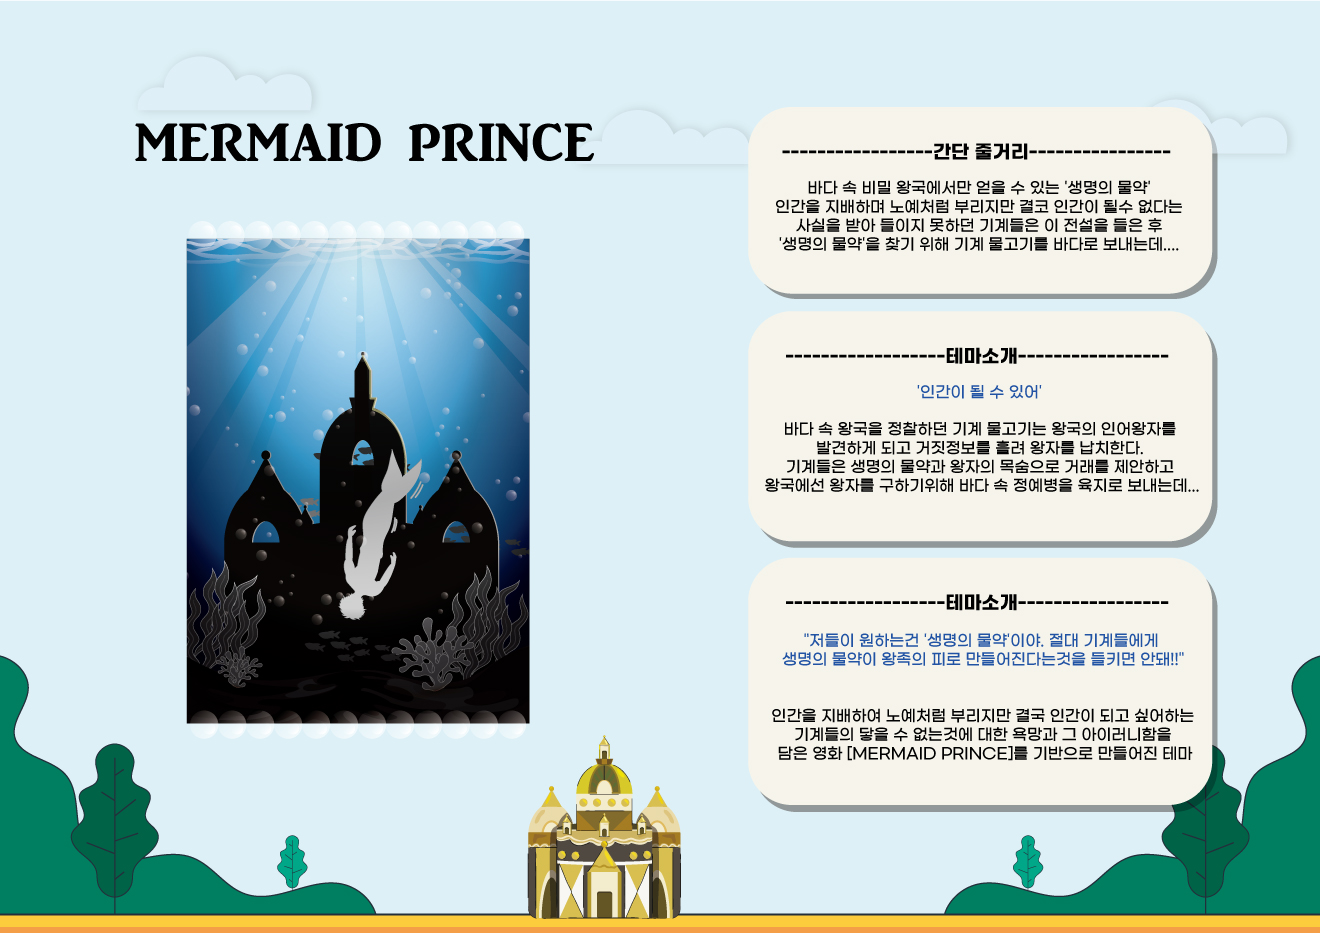 MERMAID PRINCE
-----------------간단 줄거리----------------
바다 속 비밀 왕국에서만 얻을 수 있는 '생명의 물약'
인간을 지배하며 노예처럼 부리지만 결코 인간이 될수 없다는
사실을 받아 들이지 못하던 기계들은 이 전설을 들은 후
'생명의 물약'을 찾기 위해 기계 물고기를 바다로 보내는데....
------------------테마소개-----------------
'인간이 될 수 있어'
바다 속 왕국을 정찰하던 기계 물고기는 왕국의 인어왕자를
발견하게 되고 거짓정보를 흘려 왕자를 납치한다.
기계들은 생명의 물약과 왕자의 목숨으로 거래를 제안하고
왕국에선 왕자를 구하기위해 바다 속 정예병을 육지로 보내는데...
------------------테마소개-----------------
"저들이 원하는건 '생명의 물약'이야. 절대 기계들에게
생명의 물약이 왕족의 피로 만들어진다는것을 들키면 안돼!!"
인간을 지배하여 노예처럼 부리지만 결국 인간이 되고 싶어하는
기계들의 닿을 수 없는것에 대한 욕망과 그 아이러니함을
담은 영화 [MERMAID PRINCE]를 기반으로 만들어진 테마